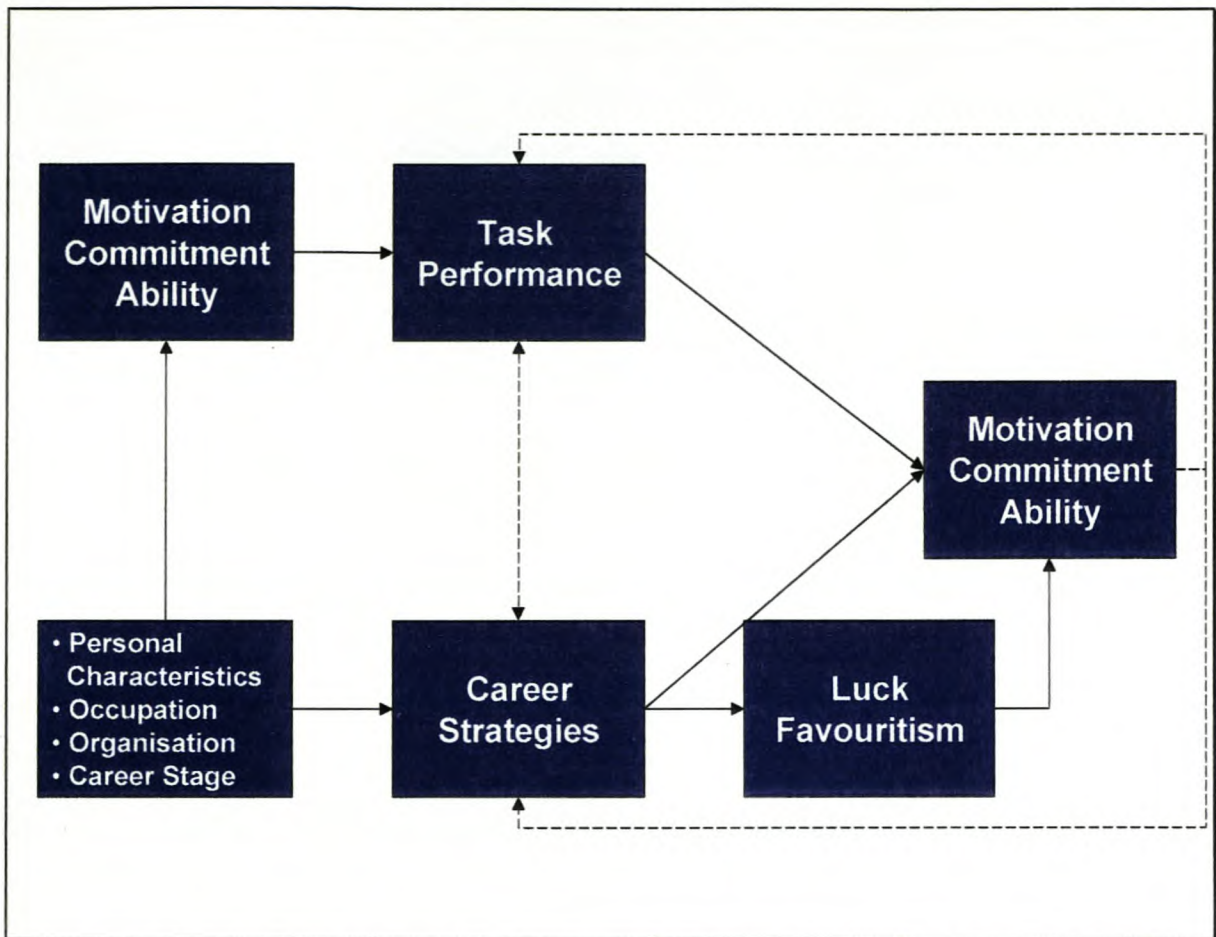 Motivation
Commitment
Ability
Task
Performance
Motivation
Commitment
Ability
• Personal
Characteristics
• Occupation
• Organisation
• Career Stage
Career
Strategies
Luck
Favouritism